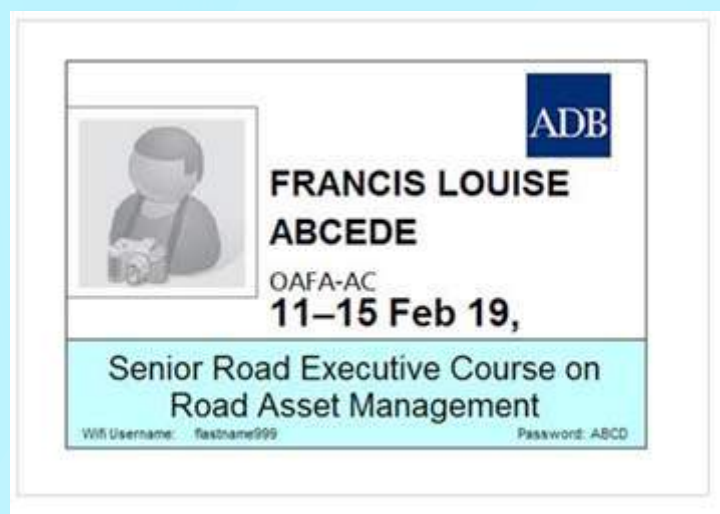 ADB
FRANCIS LOUISE
ABCEDE
OAFA-AC
11–15 Feb 19,
Senior Road Executive Course on
Road Asset Management
Wifi Username: flastname999 Password: ABCD